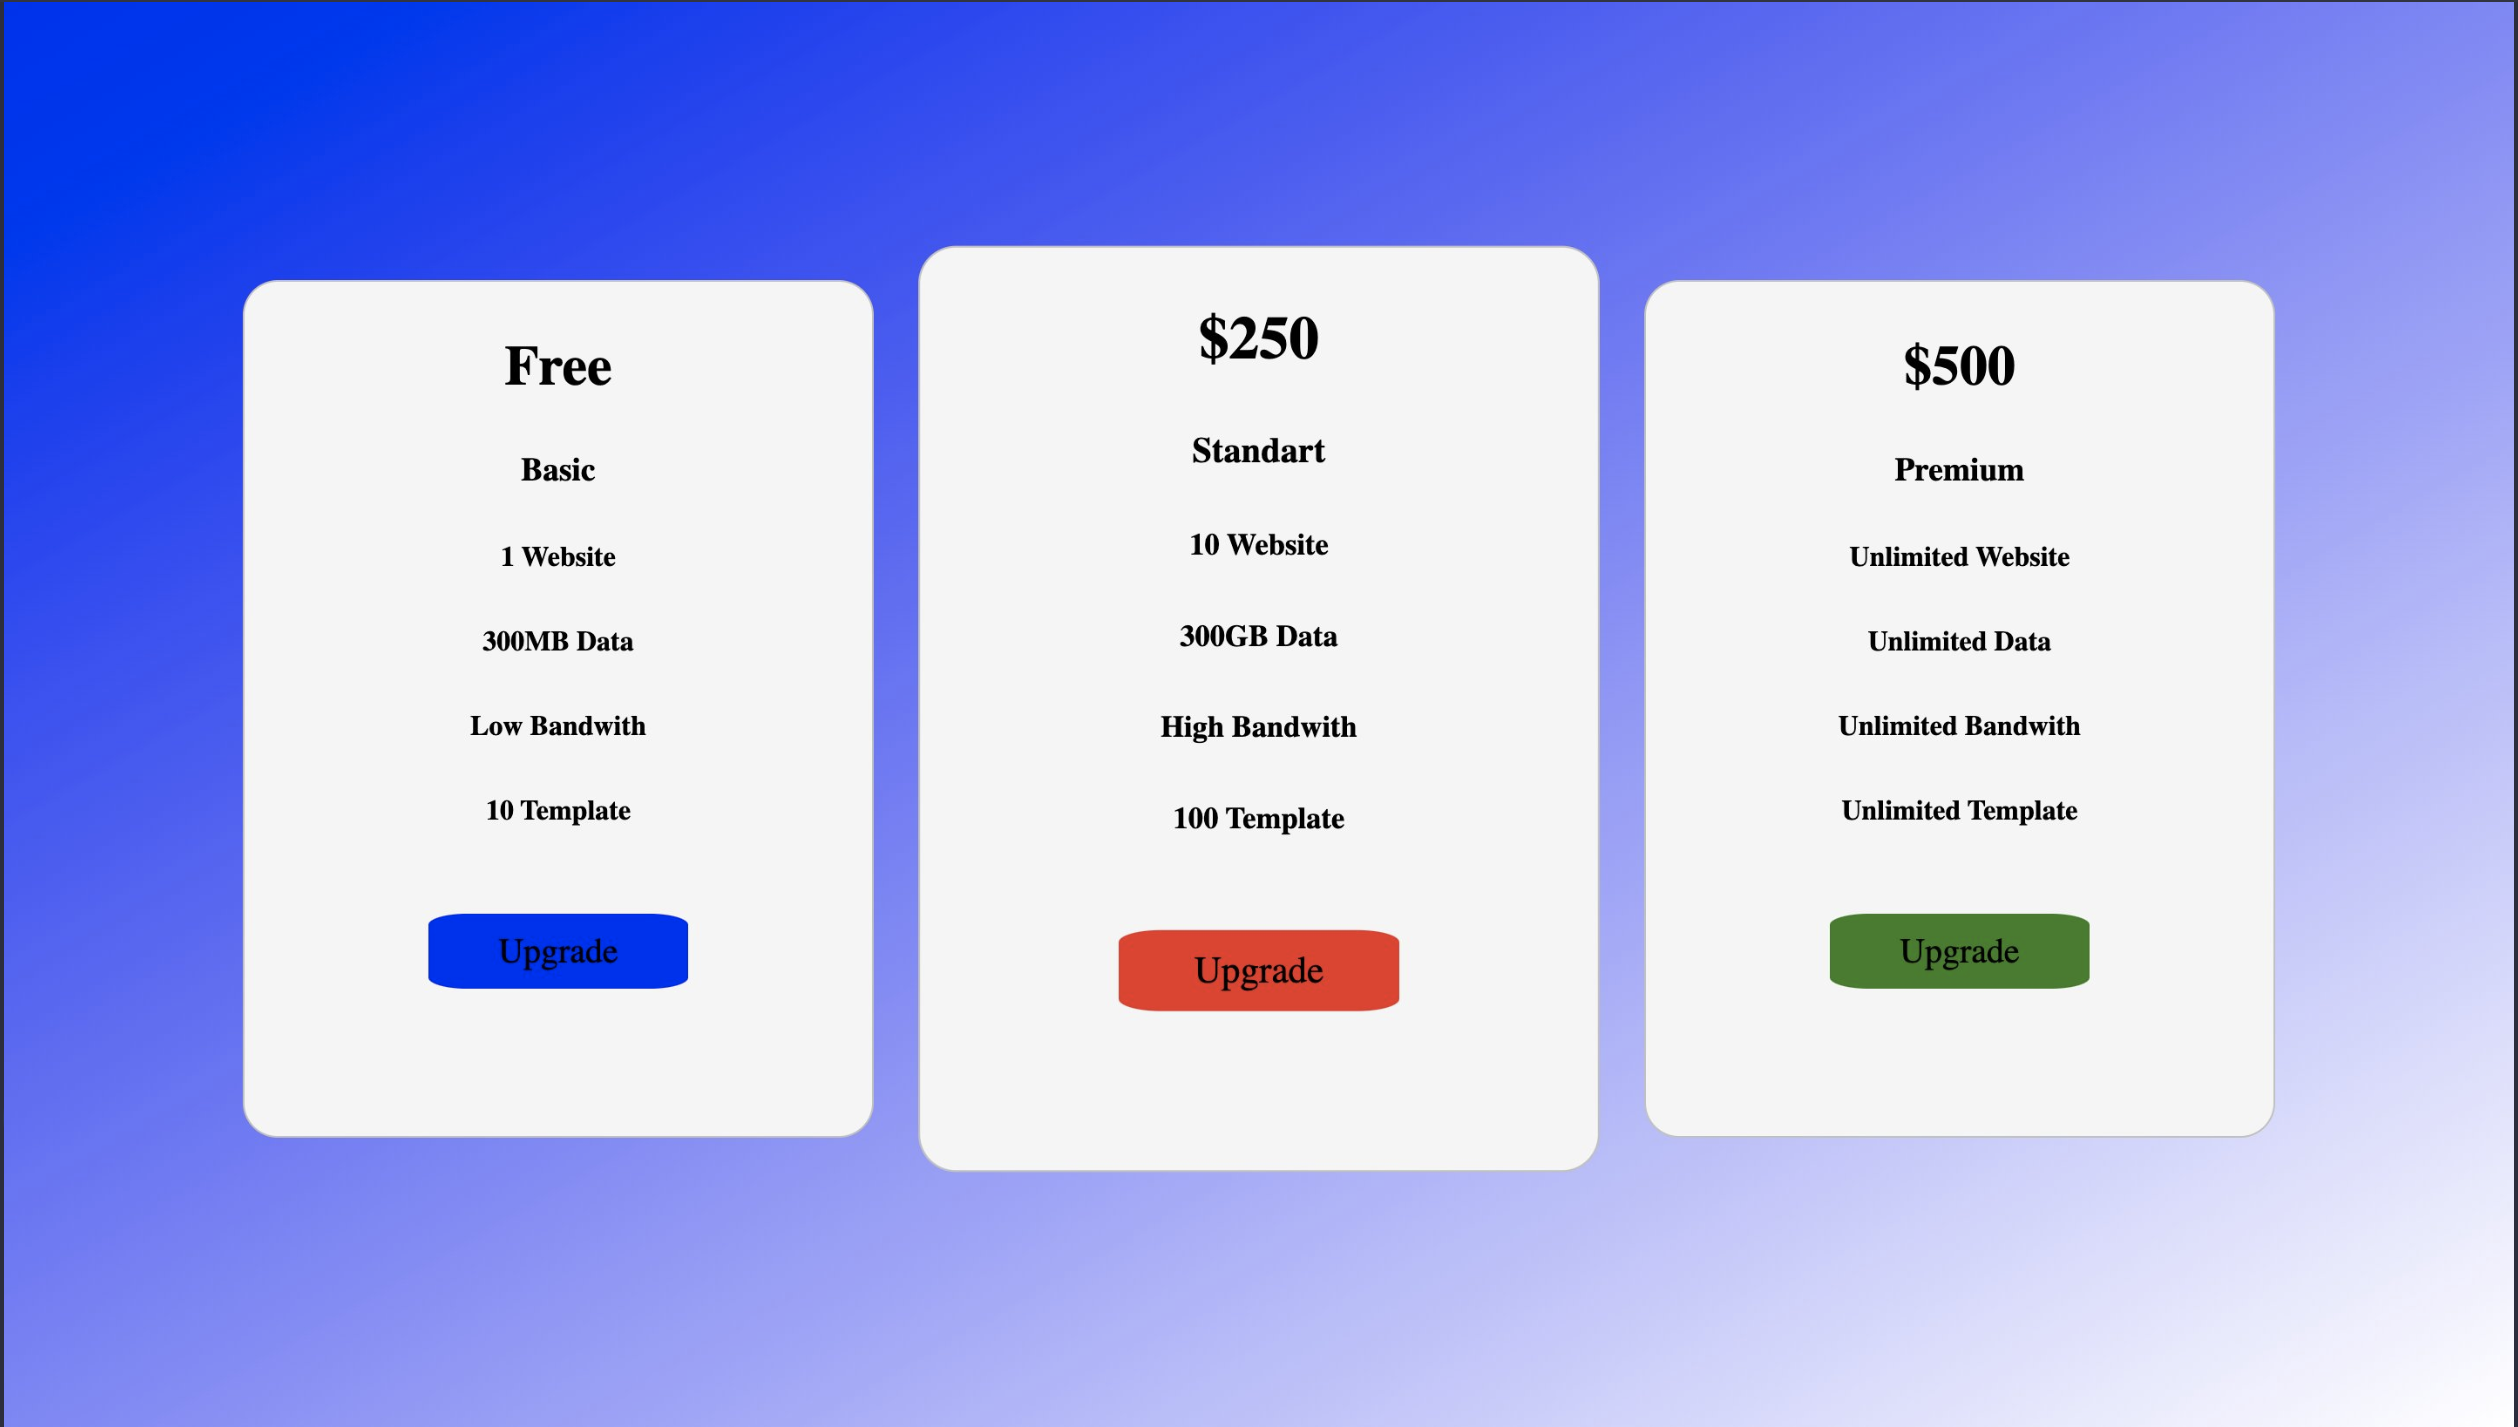 Free
Basic
1 Website
300MB Data
Low Bandwith
10 Template
Upgrade
$250
Standart
10 Website
300GB Data
High Bandwith
100 Template
Upgrade
$500
Premium
Unlimited Website
Unlimited Data
Unlimited Bandwith
Unlimited Template
Upgrade